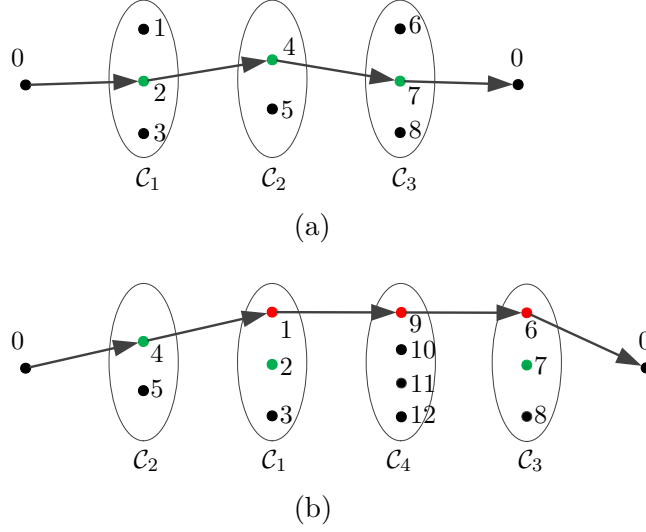 0 1 4 6 0
2 7
3 5 8
𝒞₁ 𝒞₂ 𝒞₃
(a)
0 4 1 9 6 0
10
5 2 11 7
3 12 8
𝒞₂ 𝒞₁ 𝒞₄ 𝒞₃
(b)